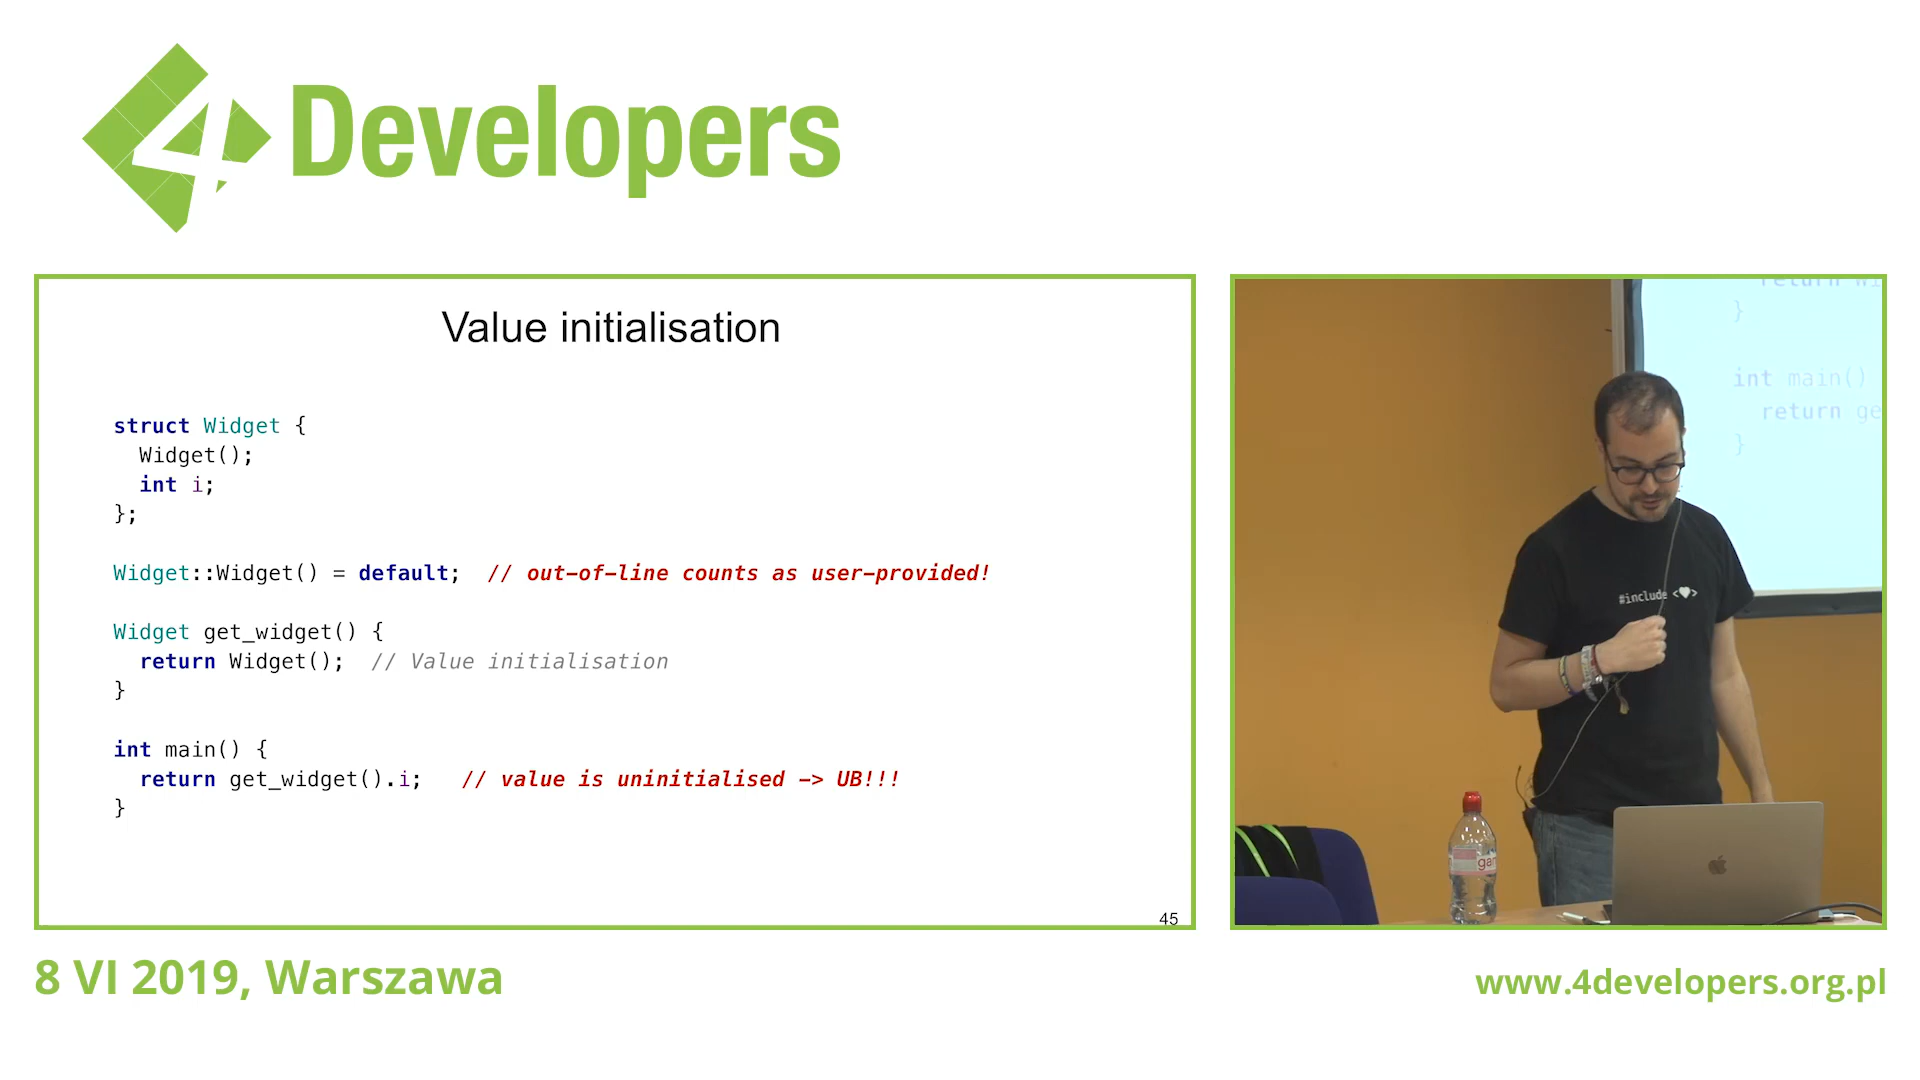 4Developers
Value initialisation
struct Widget {
  Widget();
  int i;
};
Widget::Widget() = default;  // out-of-line counts as user-provided!
Widget get_widget() {
  return Widget();  // Value initialisation
}
int main() {
  return get_widget().i;   // value is uninitialised -> UB!!!
}
45
}
int main()
return ge
}
#include <♥>
8 VI 2019, Warszawa
www.4developers.org.pl